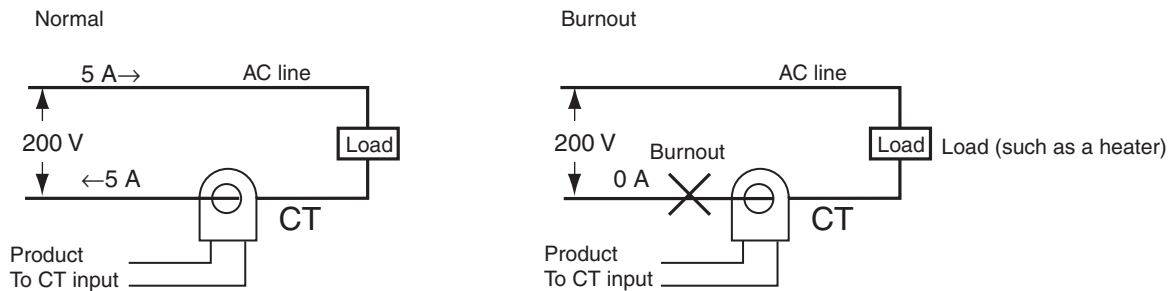 Normal
5 A→
AC line
200 V
Load
←5 A
CT
Product
To CT input
Burnout
AC line
200 V
Burnout
Load
Load (such as a heater)
0 A
CT
Product
To CT input